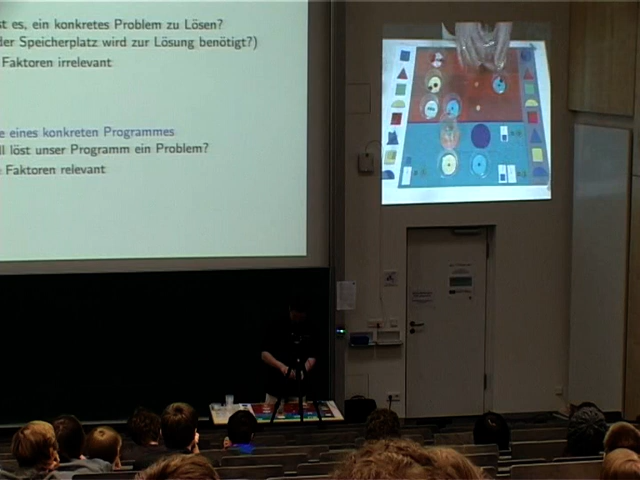 st es, ein konkretes Problem zu Lösen?
der Speicherplatz wird zur Lösung benötigt?)
Faktoren irrelevant
e eines konkreten Programmes
ll löst unser Programm ein Problem?
Faktoren relevant